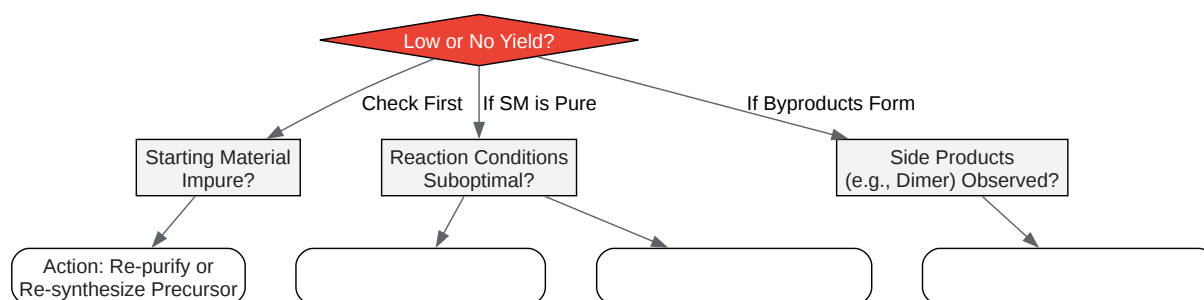 Low or No Yield?
Check First
If SM is Pure
If Byproducts Form
Starting Material
Impure?
Reaction Conditions
Suboptimal?
Side Products
(e.g., Dimer) Observed?
Action: Re-purify or
Re-synthesize Precursor